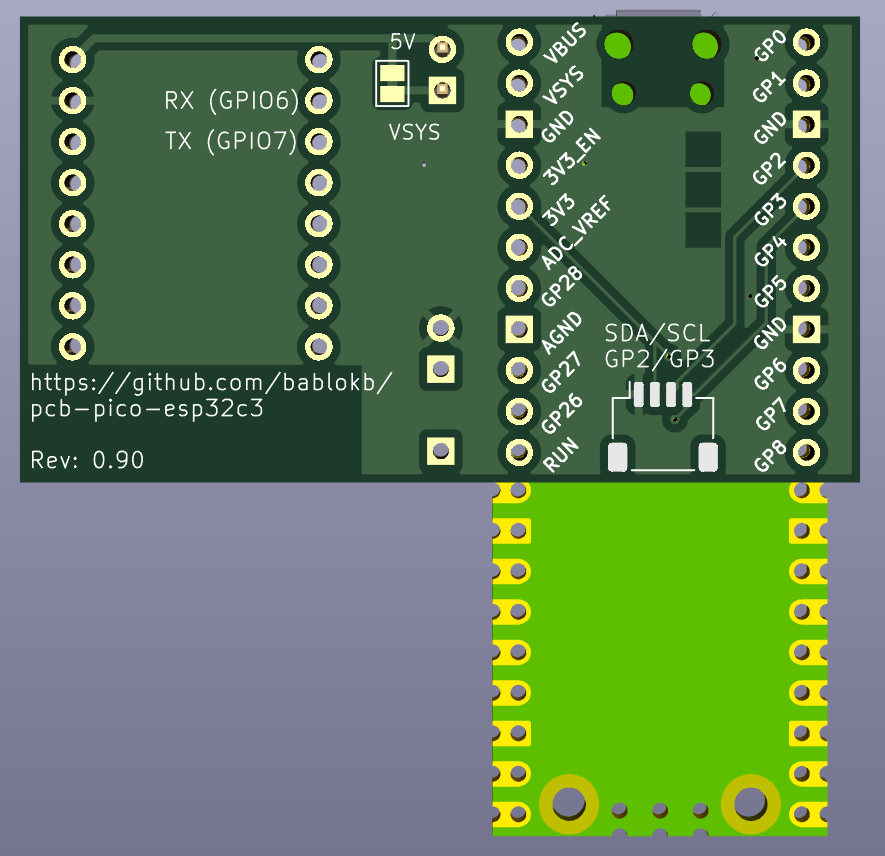 5V
RX (GPIO6)
TX (GPIO7)
VSYS
VBUS
VSYS
GND
3V3_EN
3V3
ADC_VREF
GP28
AGND
GP27
GP26
RUN
GP0
GP1
GND
GP2
GP3
GP4
GP5
GND
GP6
GP7
GP8
SDA/SCL
GP2/GP3
https://github.com/bablokb/
pcb-pico-esp32c3
Rev: 0.90